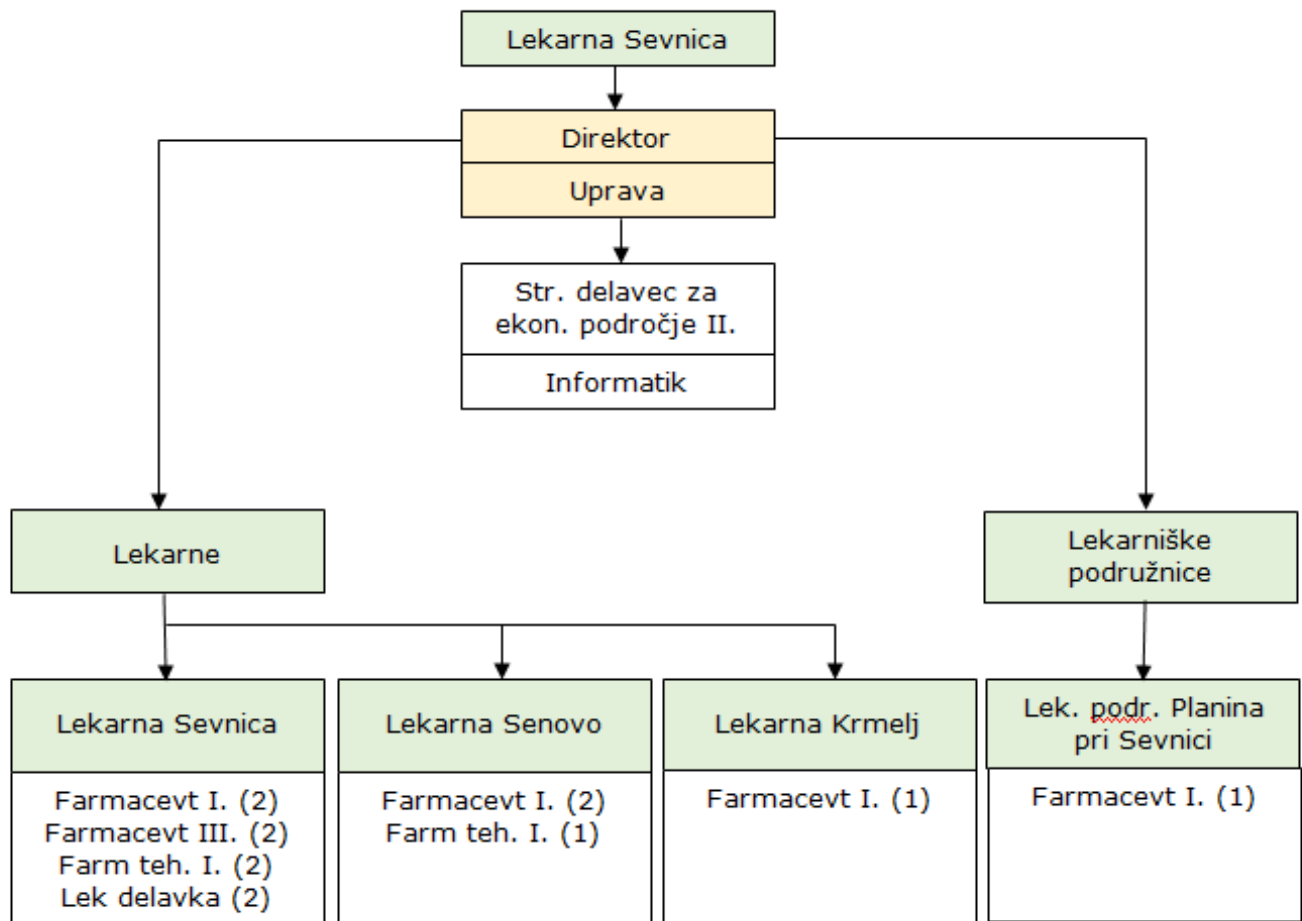 Lekarna Sevnica
Direktor
Uprava
Str. delavec za
ekon. področje II.
Informatik
Lekarne
Lekarniške
podružnice
Lekarna Sevnica
Farmacevt I. (2)
Farmacevt III. (2)
Farm teh. I. (2)
Lek delavka (2)
Lekarna Senovo
Farmacevt I. (2)
Farm teh. I. (1)
Lekarna Krmelj
Farmacevt I. (1)
Lek. podr. Planina
pri Sevnici
Farmacevt I. (1)